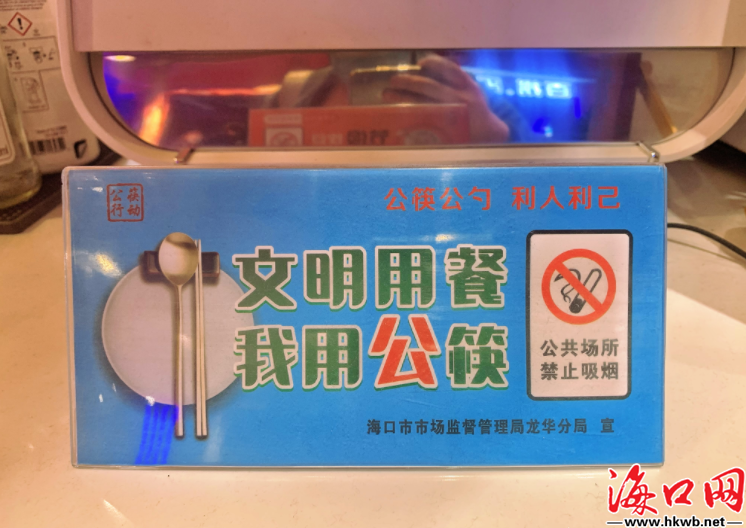 公筷
行动
公筷公勺 利人利己
文明用餐
我用公筷
公共场所
禁止吸烟
海口市市场监督管理局龙华分局 宣
海口网
www.hkwb.net